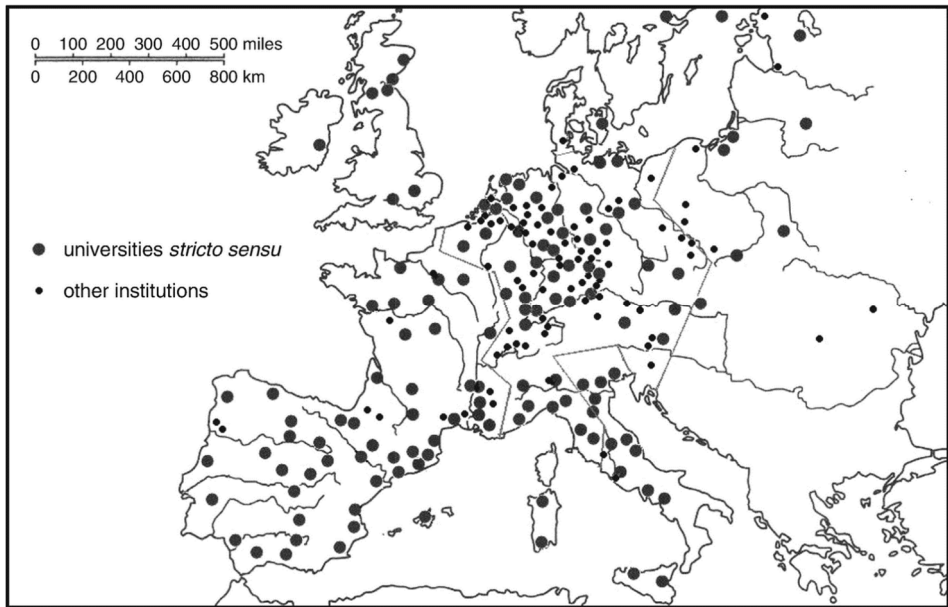 0 100 200 300 400 500 miles
0 200 400 600 800 km
universities stricto sensu
other institutions